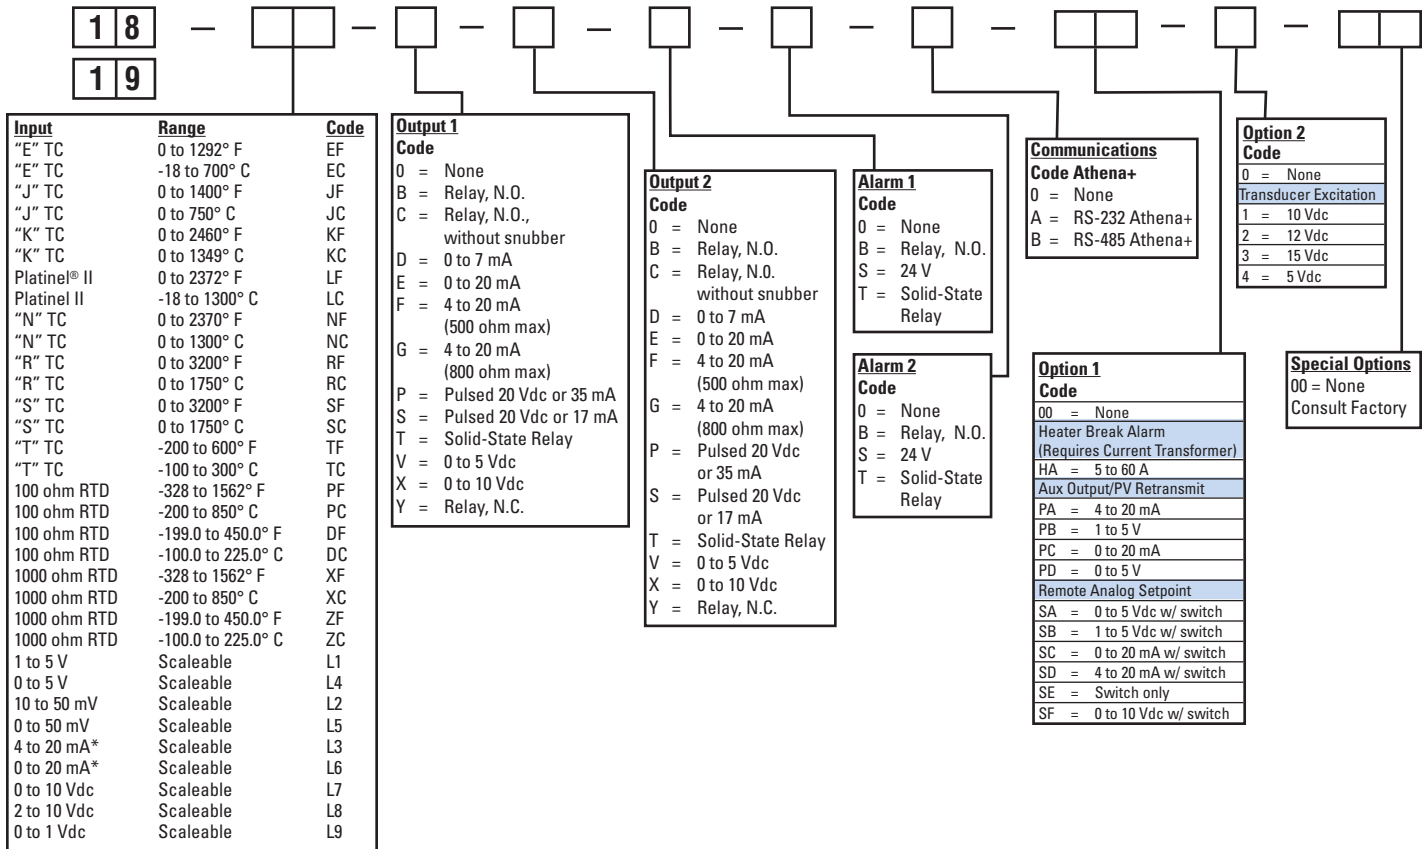 1 8 — — — — — — — — —
1 9
Input Range Code
“E” TC 0 to 1292° F EF
“E” TC -18 to 700° C EC
“J” TC 0 to 1400° F JF
“J” TC 0 to 750° C JC
“K” TC 0 to 2460° F KF
“K” TC 0 to 1349° C KC
Platinel® II 0 to 2372° F LF
Platinel II -18 to 1300° C LC
“N” TC 0 to 2370° F NF
“N” TC 0 to 1300° C NC
“R” TC 0 to 3200° F RF
“R” TC 0 to 1750° C RC
“S” TC 0 to 3200° F SF
“S” TC 0 to 1750° C SC
“T” TC -200 to 600° F TF
“T” TC -100 to 300° C TC
100 ohm RTD -328 to 1562° F PF
100 ohm RTD -200 to 850° C PC
100 ohm RTD -199.0 to 450.0° F DF
100 ohm RTD -100.0 to 225.0° C DC
1000 ohm RTD -328 to 1562° F XF
1000 ohm RTD -200 to 850° C XC
1000 ohm RTD -199.0 to 450.0° F ZF
1000 ohm RTD -100.0 to 225.0° C ZC
1 to 5 V Scaleable L1
0 to 5 V Scaleable L4
10 to 50 mV Scaleable L2
0 to 50 mV Scaleable L5
4 to 20 mA* Scaleable L3
0 to 20 mA* Scaleable L6
0 to 10 Vdc Scaleable L7
2 to 10 Vdc Scaleable L8
0 to 1 Vdc Scaleable L9
Output 1
Code
0 = None
B = Relay, N.O.
C = Relay, N.O.,
without snubber
D = 0 to 7 mA
E = 0 to 20 mA
F = 4 to 20 mA
(500 ohm max)
G = 4 to 20 mA
(800 ohm max)
P = Pulsed 20 Vdc or 35 mA
S = Pulsed 20 Vdc or 17 mA
T = Solid-State Relay
V = 0 to 5 Vdc
X = 0 to 10 Vdc
Y = Relay, N.C.
Output 2
Code
0 = None
B = Relay, N.O.
C = Relay, N.0.
without snubber
D = 0 to 7 mA
E = 0 to 20 mA
F = 4 to 20 mA
(500 ohm max)
G = 4 to 20 mA
(800 ohm max)
P = Pulsed 20 Vdc
or 35 mA
S = Pulsed 20 Vdc
or 17 mA
T = Solid-State Relay
V = 0 to 5 Vdc
X = 0 to 10 Vdc
Y = Relay, N.C.
Alarm 1
Code
0 = None
B = Relay, N.O.
S = 24 V
T = Solid-State
Relay
Alarm 2
Code
0 = None
B = Relay, N.O.
S = 24 V
T = Solid-State
Relay
Communications
Code Athena+
0 = None
A = RS-232 Athena+
B = RS-485 Athena+
Option 1
Code
00 = None
Heater Break Alarm
(Requires Current Transformer)
HA = 5 to 60 A
Aux Output/PV Retransmit
PA = 4 to 20 mA
PB = 1 to 5 V
PC = 0 to 20 mA
PD = 0 to 5 V
Remote Analog Setpoint
SA = 0 to 5 Vdc w/ switch
SB = 1 to 5 Vdc w/ switch
SC = 0 to 20 mA w/ switch
SD = 4 to 20 mA w/ switch
SE = Switch only
SF = 0 to 10 Vdc w/ switch
Option 2
Code
0 = None
Transducer Excitation
1 = 10 Vdc
2 = 12 Vdc
3 = 15 Vdc
4 = 5 Vdc
Special Options
00 = None
Consult Factory